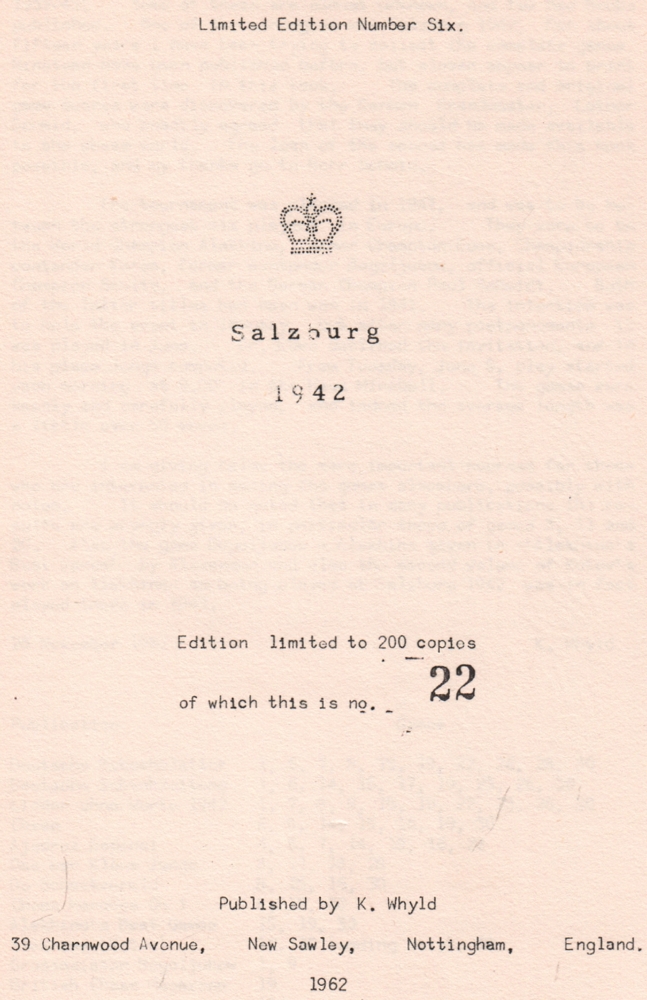 Limited Edition Number Six.
Salzburg
1942
Edition limited to 200 copies
of which this is no. 22
Published by K. Whyld
39 Charnwood Avenue, New Sawley, Nottingham, England.
1962